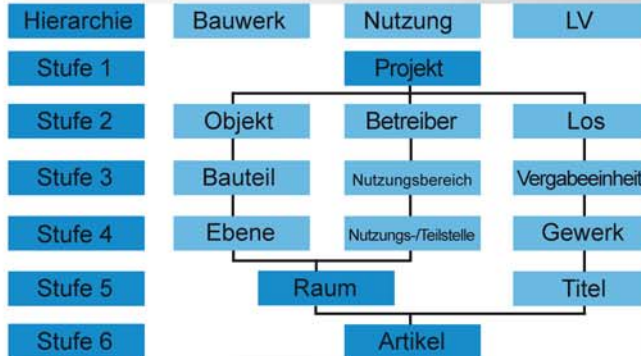 Hierarchie Bauwerk Nutzung LV
Stufe 1 Projekt
Stufe 2 Objekt Betreiber Los
Stufe 3 Bauteil Nutzungsbereich Vergabeeinheit
Stufe 4 Ebene Nutzungs-/Teilstelle Gewerk
Stufe 5 Raum Titel
Stufe 6 Artikel